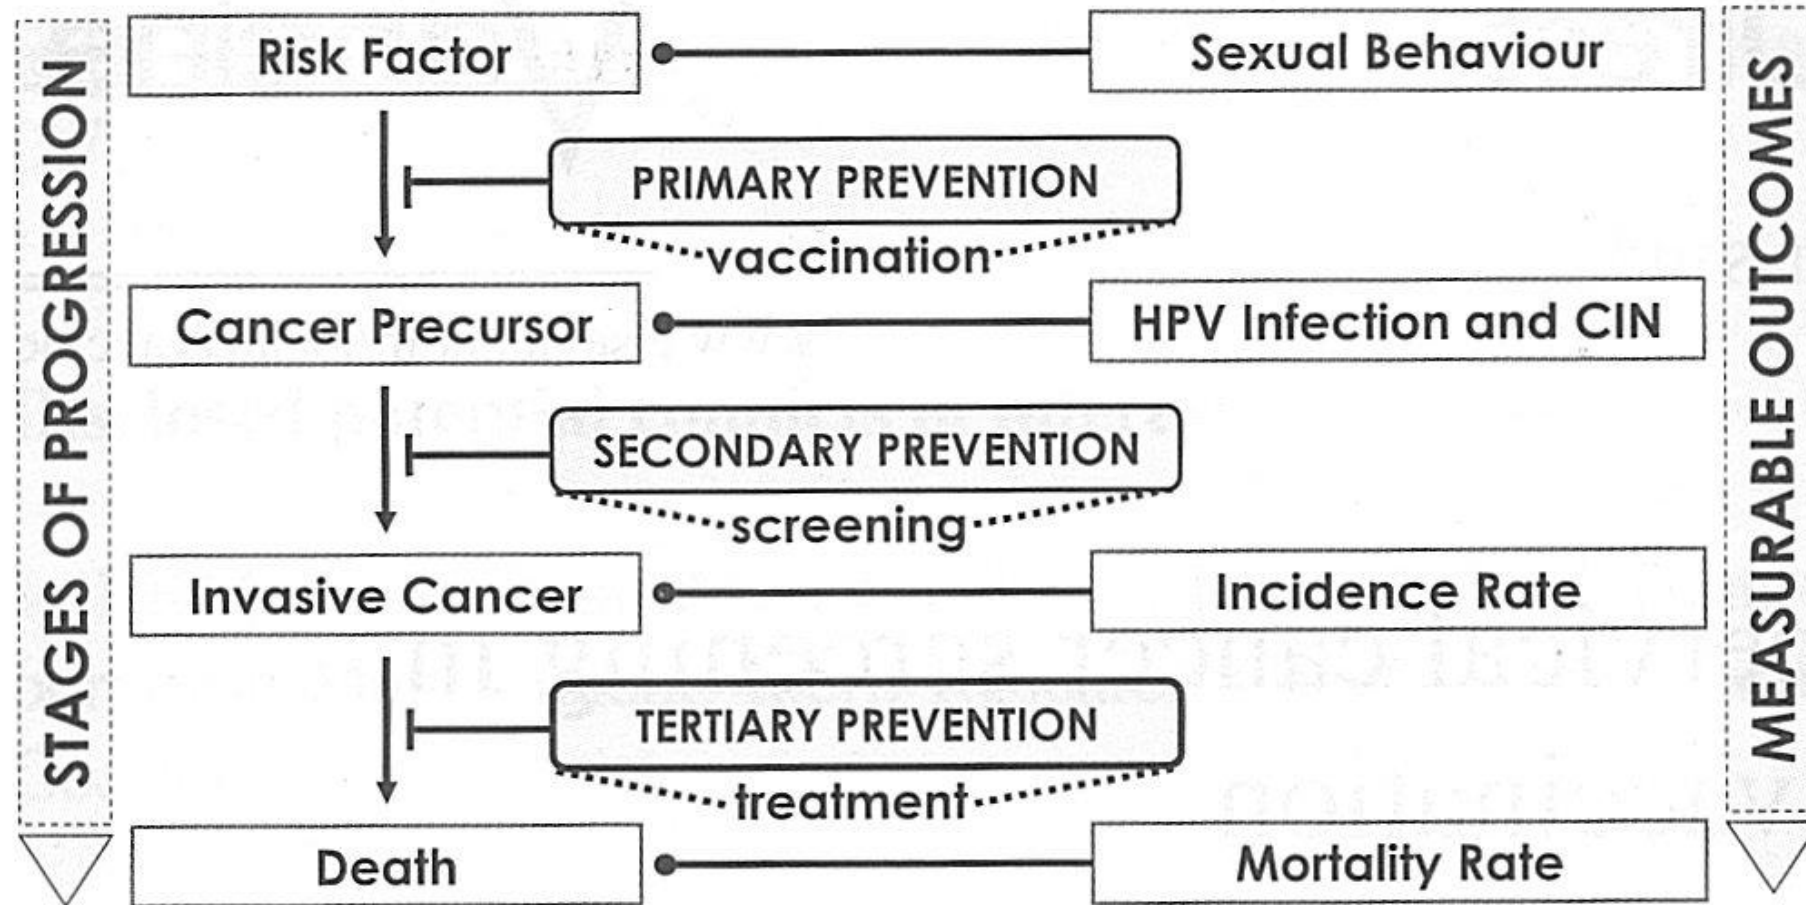 STAGES OF PROGRESSION
MEASURABLE OUTCOMES
Risk Factor
Sexual Behaviour
PRIMARY PREVENTION
vaccination
Cancer Precursor
HPV Infection and CIN
SECONDARY PREVENTION
screening
Invasive Cancer
Incidence Rate
TERTIARY PREVENTION
treatment
Death
Mortality Rate